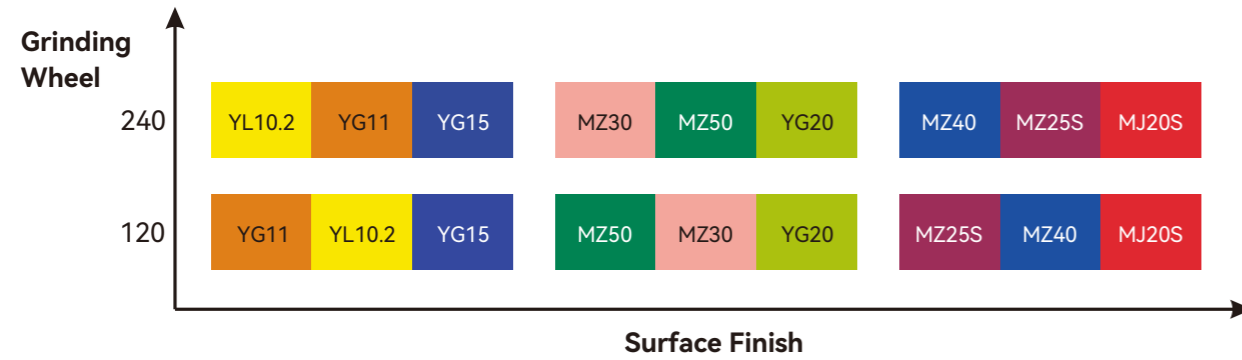 Grinding
Wheel
240 YL10.2 YG11 YG15 MZ30 MZ50 YG20 MZ40 MZ25S MJ20S
120 YG11 YL10.2 YG15 MZ50 MZ30 YG20 MZ25S MZ40 MJ20S
Surface Finish